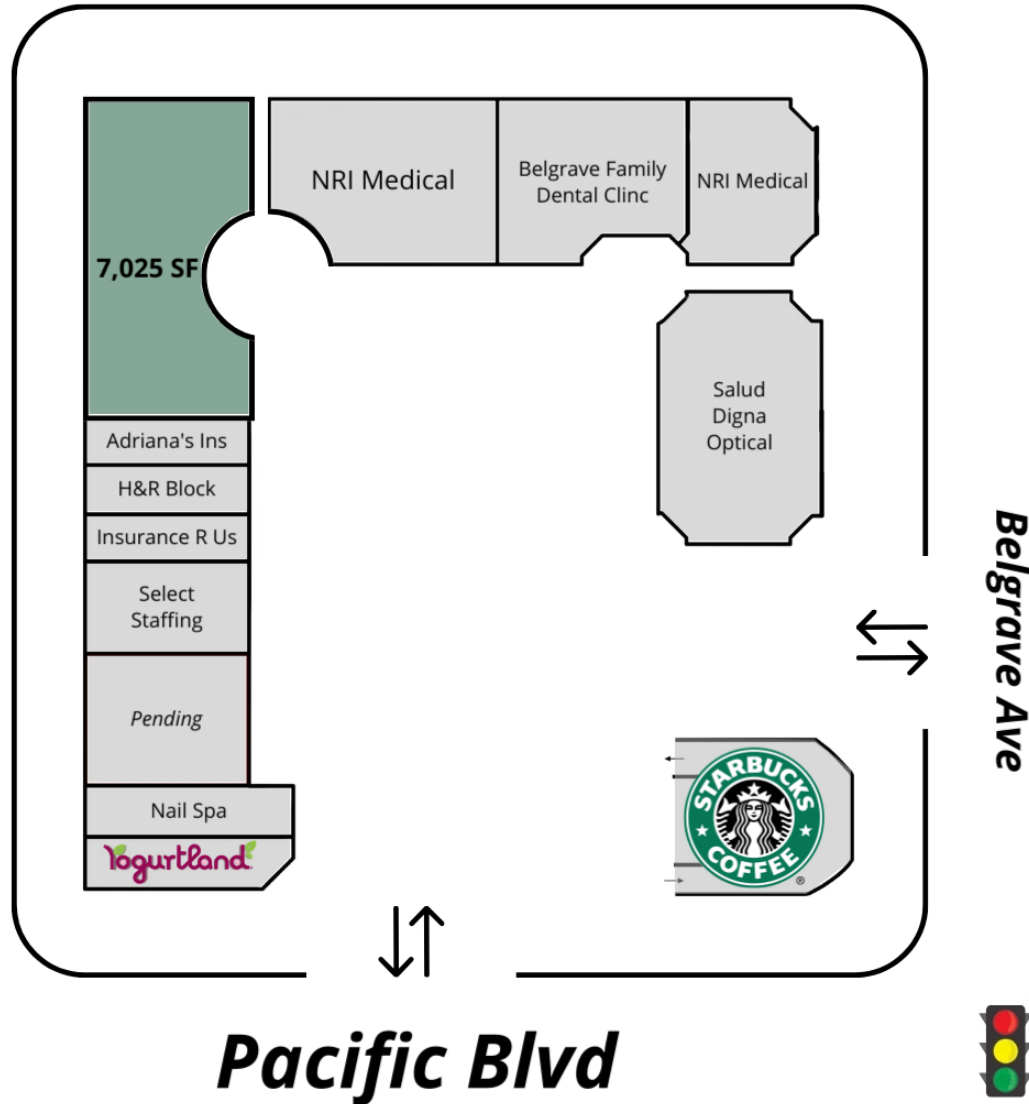 NRI Medical
Belgrave Family
Dental Clinc
NRI Medical
7,025 SF
Salud
Digna
Optical
Adriana's Ins
H&R Block
Insurance R Us
Select
Staffing
Pending
Nail Spa
Yogurtland
STARBUCKS
COFFEE
®
Belgrave Ave
Pacific Blvd